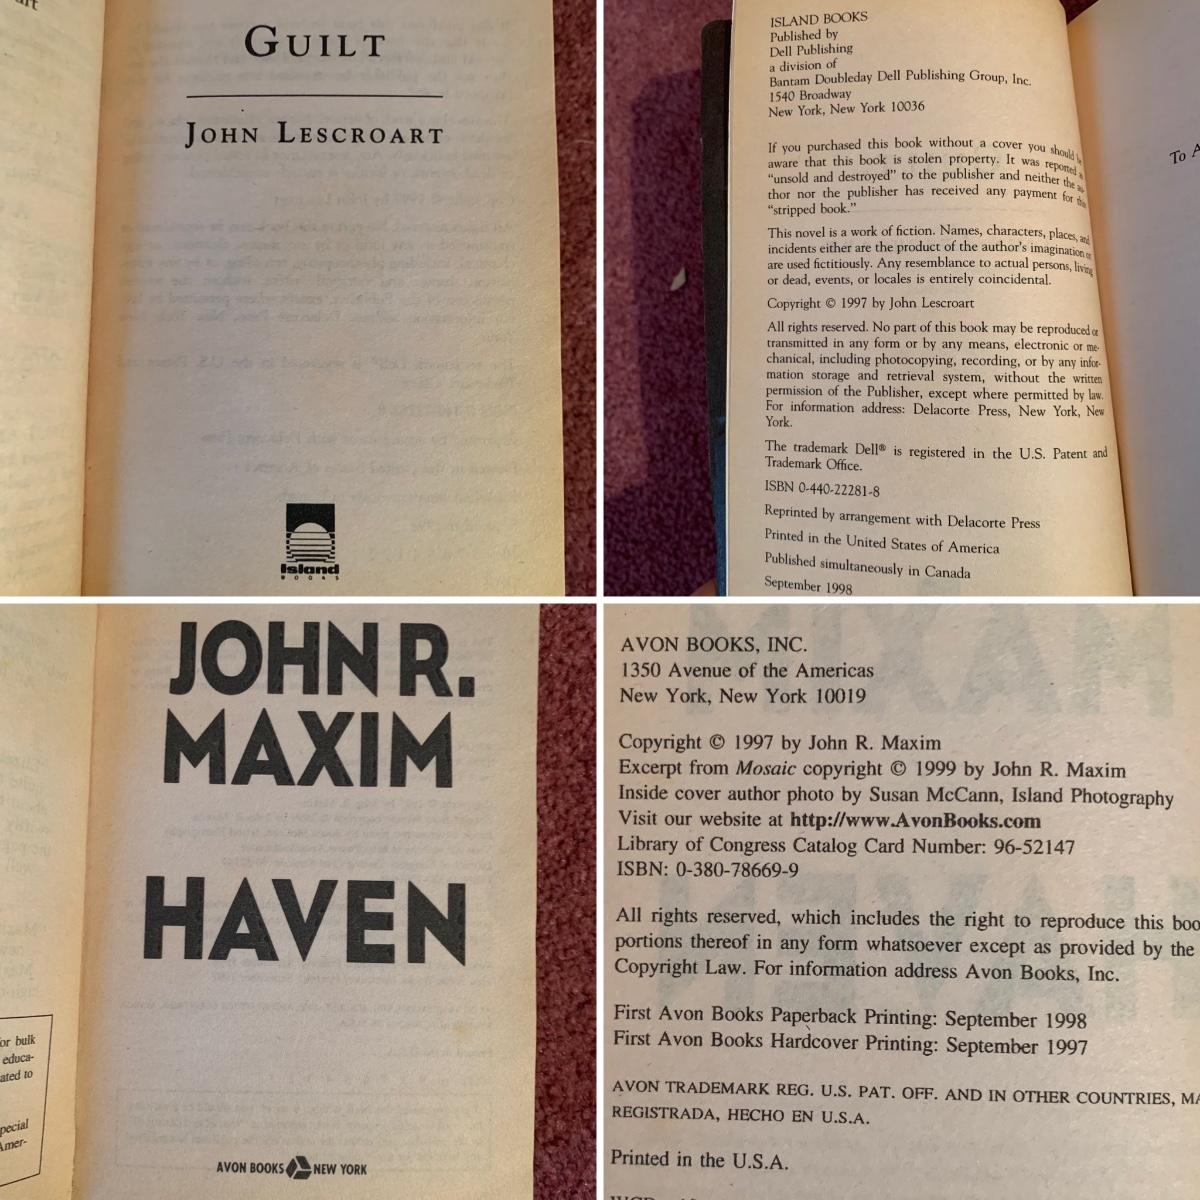 GUILT
JOHN LESCROART
Island
BOOKS
ISLAND BOOKS
Published by
Dell Publishing
a division of
Bantam Doubleday Dell Publishing Group, Inc.
1540 Broadway
New York, New York 10036
If you purchased this book without a cover you should be
aware that this book is stolen property. It was reported as
“unsold and destroyed” to the publisher and neither the au-
thor nor the publisher has received any payment for this
“stripped book.”
This novel is a work of fiction. Names, characters, places, and
incidents either are the product of the author's imagination or
are used fictitiously. Any resemblance to actual persons, living
or dead, events, or locales is entirely coincidental.
Copyright © 1997 by John Lescroart
All rights reserved. No part of this book may be reproduced or
transmitted in any form or by any means, electronic or me-
chanical, including photocopying, recording, or by any infor-
mation storage and retrieval system, without the written
permission of the Publisher, except where permitted by law.
For information address: Delacorte Press, New York, New
York.
The trademark Dell® is registered in the U.S. Patent and
Trademark Office.
ISBN 0-440-22281-8
Reprinted by arrangement with Delacorte Press
Printed in the United States of America
Published simultaneously in Canada
September 1998
To A
JOHN R.
MAXIM
HAVEN
AVON BOOKS NEW YORK
or bulk
educa-
ated to
pecial
Amer-
AVON BOOKS, INC.
1350 Avenue of the Americas
New York, New York 10019
Copyright © 1997 by John R. Maxim
Excerpt from Mosaic copyright © 1999 by John R. Maxim
Inside cover author photo by Susan McCann, Island Photography
Visit our website at http://www.AvonBooks.com
Library of Congress Catalog Card Number: 96-52147
ISBN: 0-380-78669-9
All rights reserved, which includes the right to reproduce this boo
portions thereof in any form whatsoever except as provided by the
Copyright Law. For information address Avon Books, Inc.
First Avon Books Paperback Printing: September 1998
First Avon Books Hardcover Printing: September 1997
AVON TRADEMARK REG. U.S. PAT. OFF. AND IN OTHER COUNTRIES, MA
REGISTRADA, HECHO EN U.S.A.
Printed in the U.S.A.